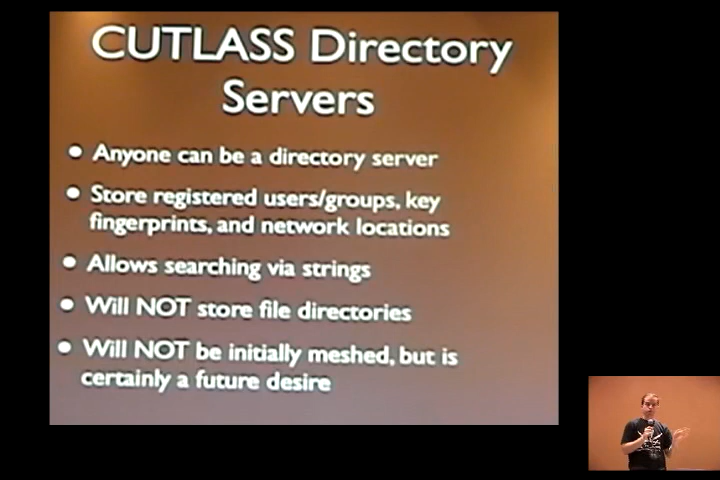 CUTLASS Directory
Servers
• Anyone can be a directory server
• Store registered users/groups, key
fingerprints, and network locations
• Allows searching via strings
• Will NOT store file directories
• Will NOT be initially meshed, but is
certainly a future desire